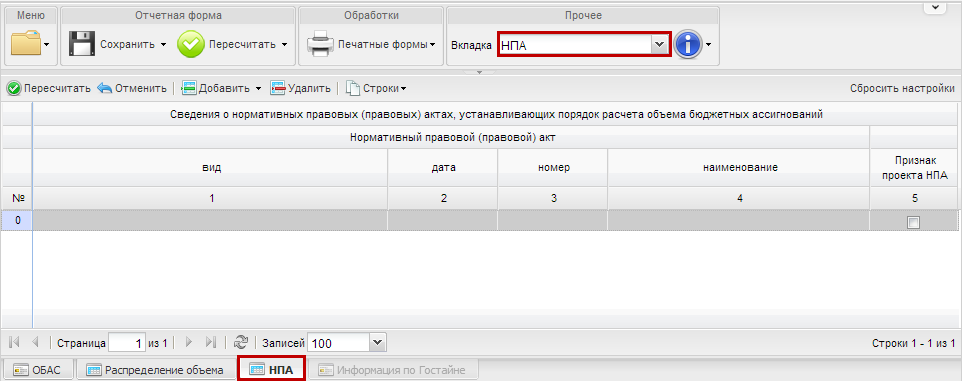 Меню
Отчетная форма
Обработки
Прочее
Сохранить Пересчитать Печатные формы Вкладка НПА
Пересчитать Отменить Добавить Удалить Строки Сбросить настройки
Сведения о нормативных правовых (правовых) актах, устанавливающих порядок расчета объема бюджетных ассигнований
Нормативный правовой (правовой) акт
вид дата номер наименование Признак
проекта НПА
№ 1 2 3 4 5
0
Страница 1 из 1 Записей 100 Строки 1 - 1 из 1
ОБАС Распределение объема НПА Информация по Гостайне